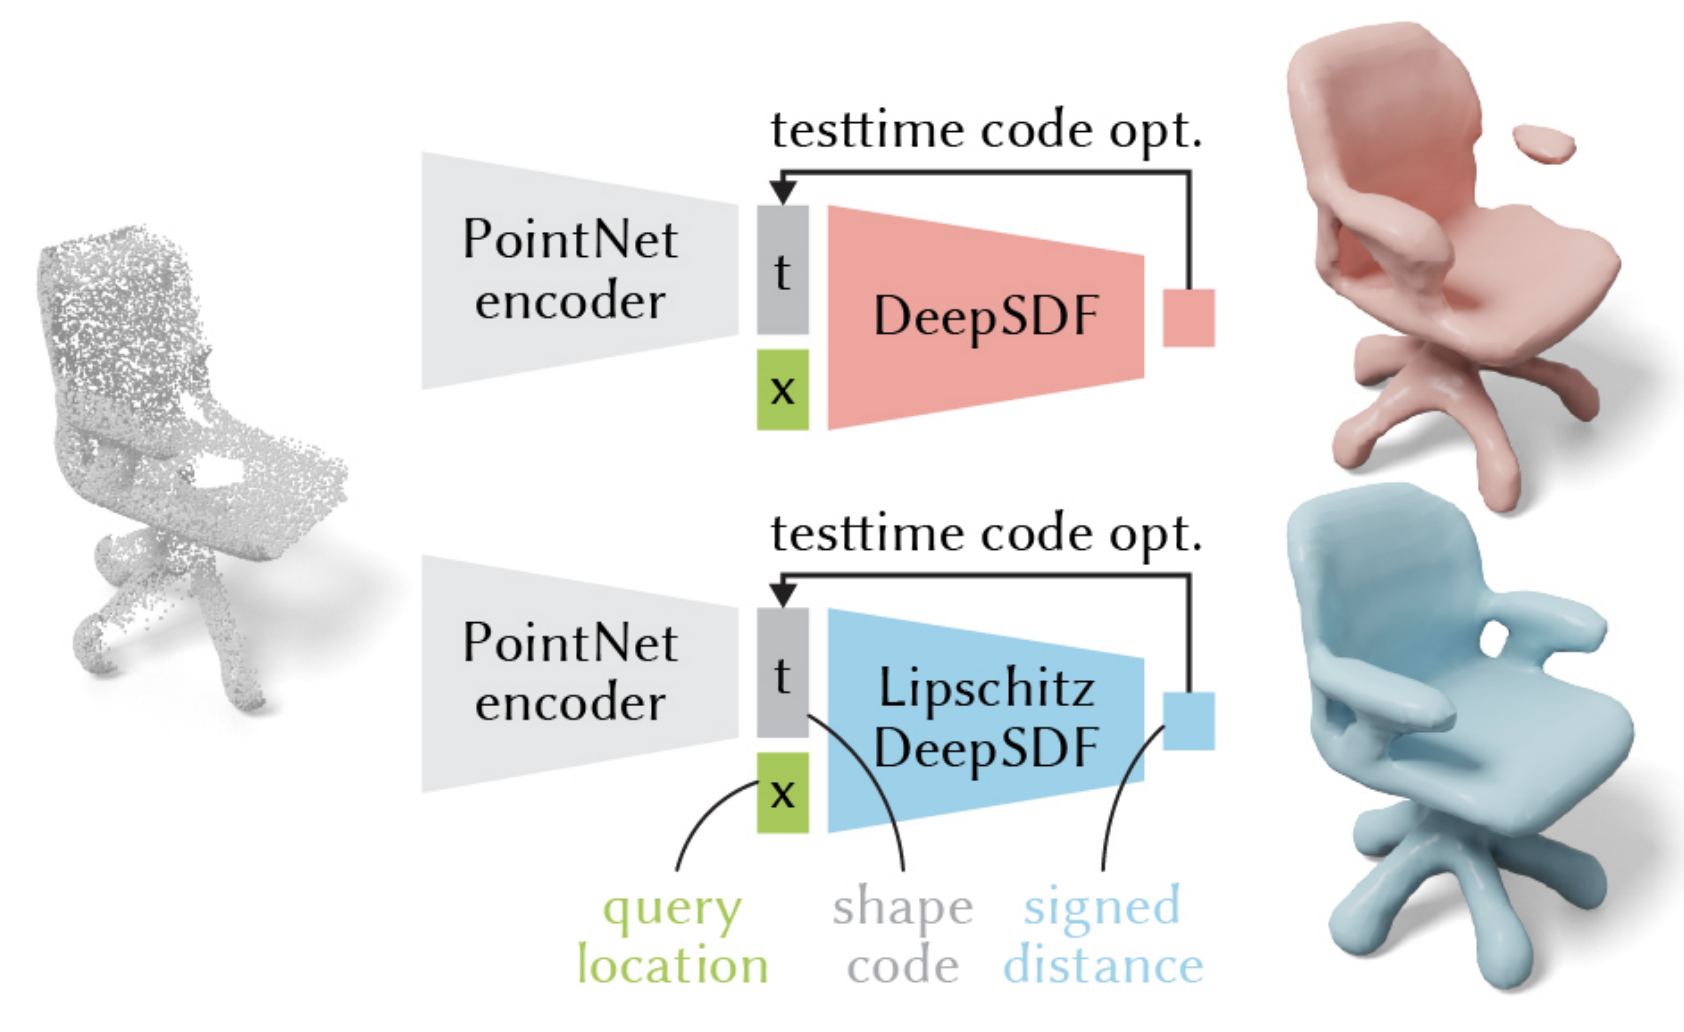 testtime code opt.
PointNet
encoder
t
x
DeepSDF
testtime code opt.
PointNet
encoder
t
x
Lipschitz
DeepSDF
query
location
shape
code
signed
distance